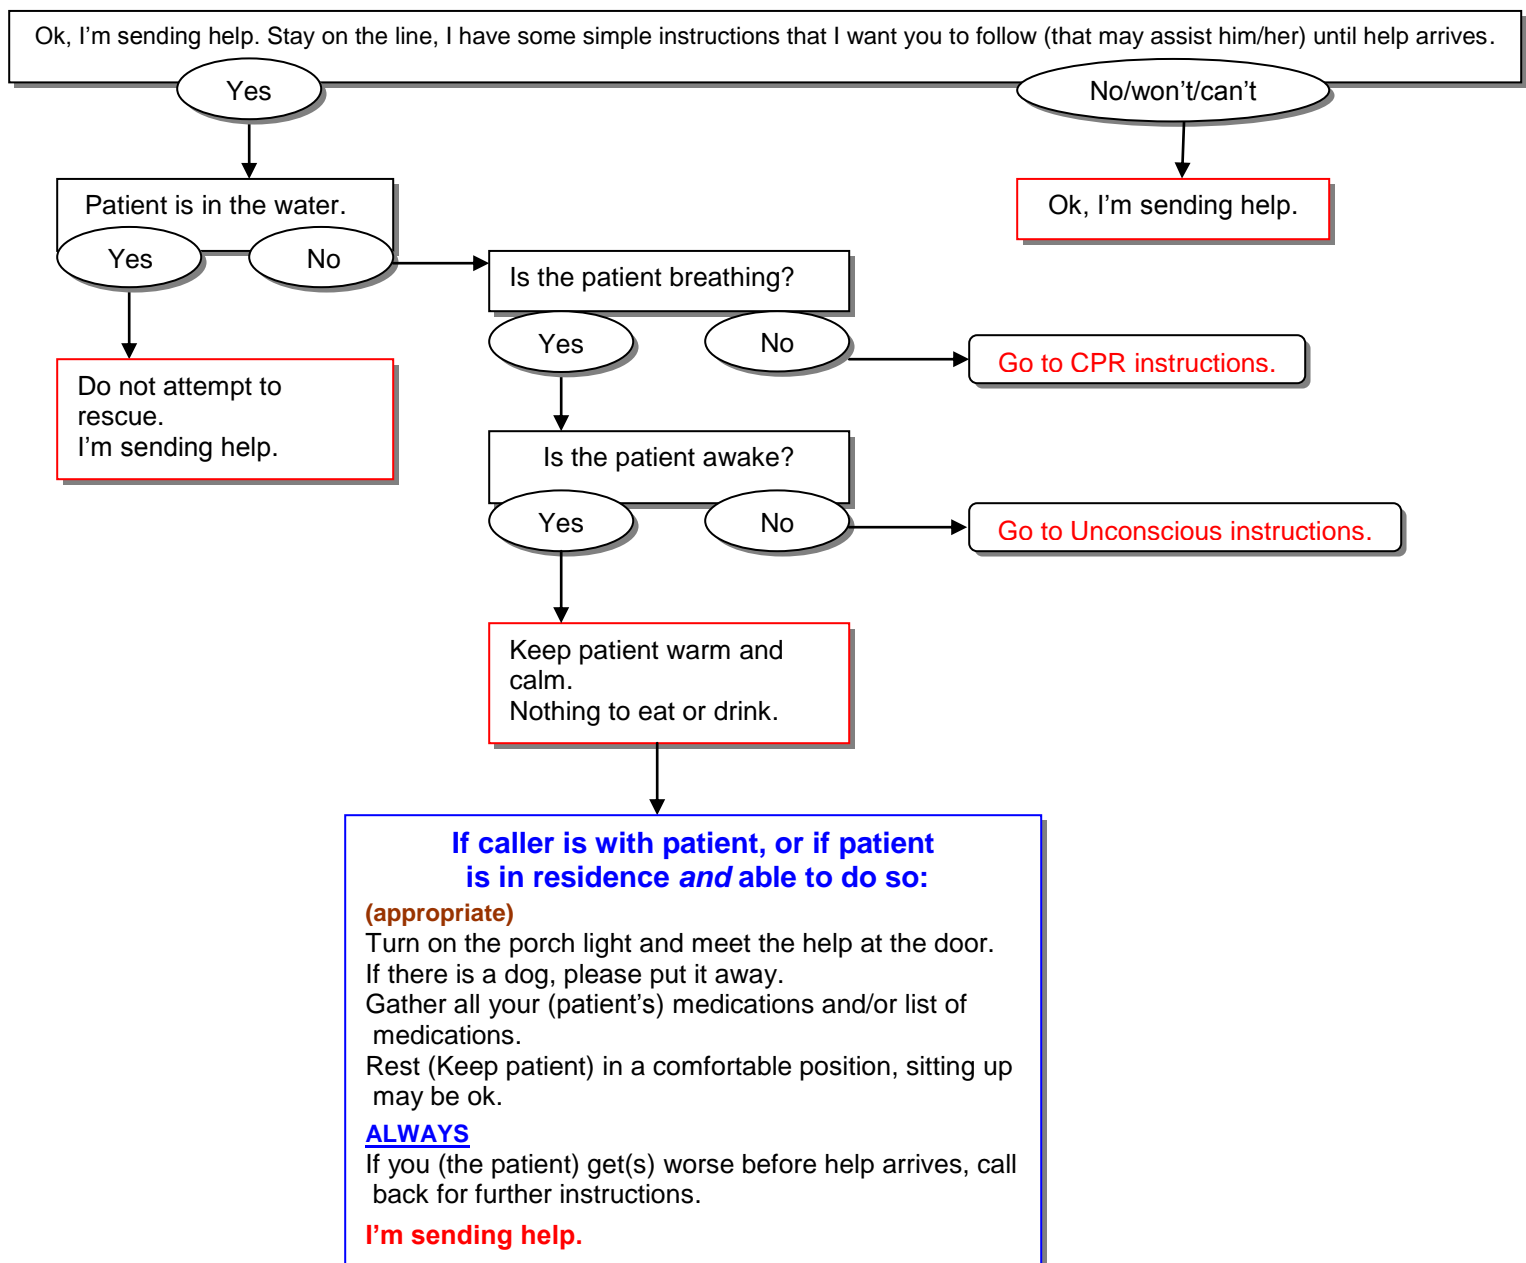 Ok, I’m sending help. Stay on the line, I have some simple instructions that I want you to follow (that may assist him/her) until help arrives.
Yes
No/won’t/can’t
Patient is in the water.
Ok, I’m sending help.
Yes
No
Is the patient breathing?
Yes
No
Go to CPR instructions.
Do not attempt to
rescue.
I’m sending help.
Is the patient awake?
Yes
No
Go to Unconscious instructions.
Keep patient warm and
calm.
Nothing to eat or drink.
If caller is with patient, or if patient
is in residence and able to do so:
(appropriate)
Turn on the porch light and meet the help at the door.
If there is a dog, please put it away.
Gather all your (patient’s) medications and/or list of
medications.
Rest (Keep patient) in a comfortable position, sitting up
may be ok.
ALWAYS
If you (the patient) get(s) worse before help arrives, call
back for further instructions.
I’m sending help.